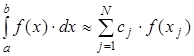 ∫_a^b f(x)·dx ≈ ∑_{j=1}^{N} c_j · f(x_j)